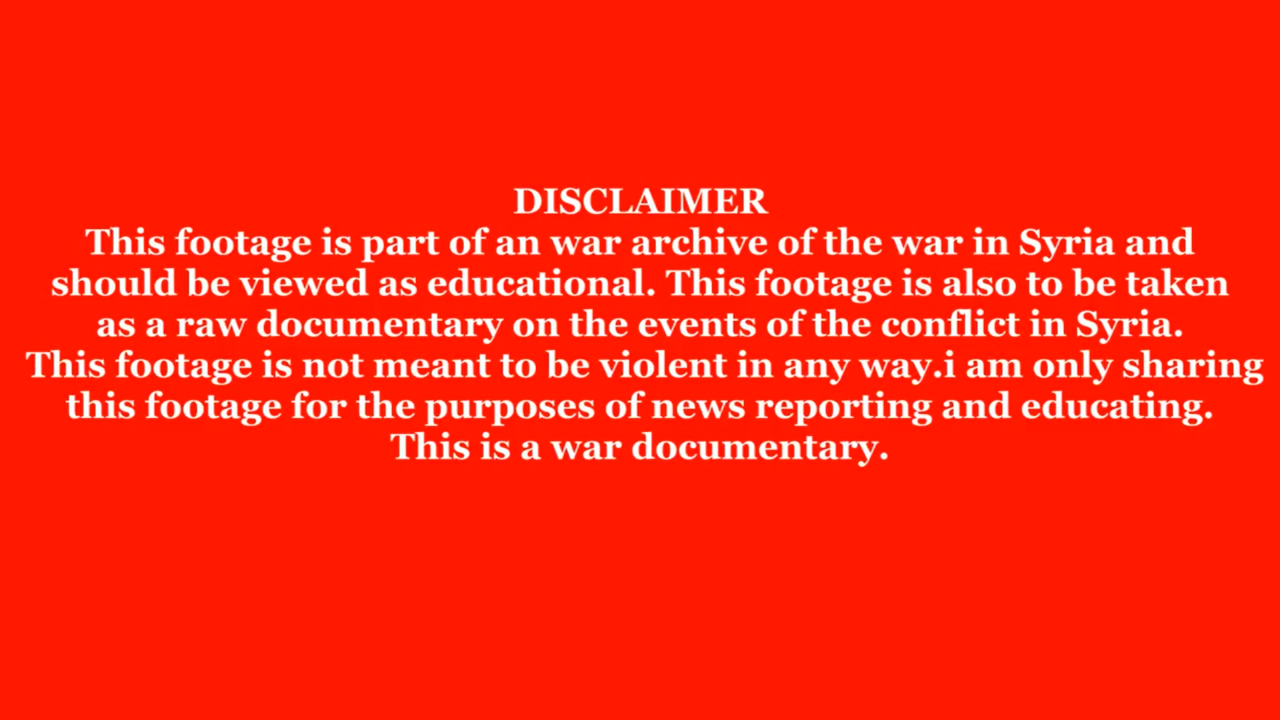 DISCLAIMER
This footage is part of an war archive of the war in Syria and
should be viewed as educational. This footage is also to be taken
as a raw documentary on the events of the conflict in Syria.
This footage is not meant to be violent in any way.i am only sharing
this footage for the purposes of news reporting and educating.
This is a war documentary.